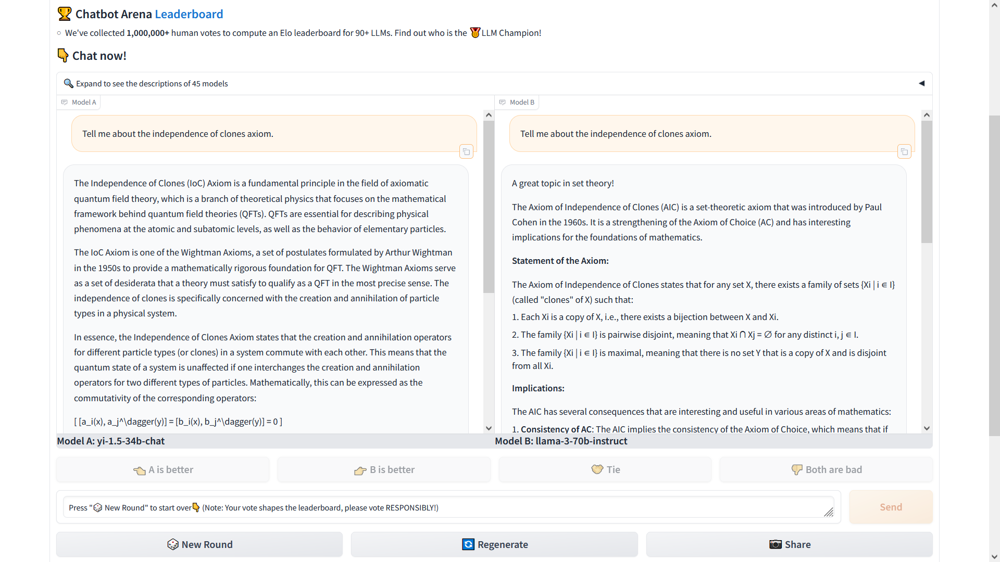 Chatbot Arena Leaderboard
We've collected 1,000,000+ human votes to compute an Elo leaderboard for 90+ LLMs. Find out who is the 🥇LLM Champion!
Chat now!
Expand to see the descriptions of 45 models
Model A
Tell me about the independence of clones axiom.
The Independence of Clones (IoC) Axiom is a fundamental principle in the field of axiomatic
quantum field theory, which is a branch of theoretical physics that focuses on the mathematical
framework behind quantum field theories (QFTs). QFTs are essential for describing physical
phenomena at the atomic and subatomic levels, as well as the behavior of elementary particles.
The IoC Axiom is one of the Wightman Axioms, a set of postulates formulated by Arthur Wightman
in the 1950s to provide a mathematically rigorous foundation for QFT. The Wightman Axioms serve
as a set of desiderata that a theory must satisfy to qualify as a QFT in the most precise sense. The
independence of clones is specifically concerned with the creation and annihilation of particle
types in a physical system.
In essence, the Independence of Clones Axiom states that the creation and annihilation operators
for different particle types (or clones) in a system commute with each other. This means that the
quantum state of a system is unaffected if one interchanges the creation and annihilation
operators for two different types of particles. Mathematically, this can be expressed as the
commutativity of the corresponding operators:
[ [a_i(x), a_j^\dagger(y)] = [b_i(x), b_j^\dagger(y)] = 0 ]
Model B
Tell me about the independence of clones axiom.
A great topic in set theory!
The Axiom of Independence of Clones (AIC) is a set-theoretic axiom that was introduced by Paul
Cohen in the 1960s. It is a strengthening of the Axiom of Choice (AC) and has interesting
implications for the foundations of mathematics.
Statement of the Axiom:
The Axiom of Independence of Clones states that for any set X, there exists a family of sets {Xi | i ∈ I}
(called "clones" of X) such that:
1. Each Xi is a copy of X, i.e., there exists a bijection between X and Xi.
2. The family {Xi | i ∈ I} is pairwise disjoint, meaning that Xi ∩ Xj = ∅ for any distinct i, j ∈ I.
3. The family {Xi | i ∈ I} is maximal, meaning that there is no set Y that is a copy of X and is disjoint
from all Xi.
Implications:
The AIC has several consequences that are interesting and useful in various areas of mathematics:
1. Consistency of AC: The AIC implies the consistency of the Axiom of Choice, which means that if
Model A: yi-1.5-34b-chat
Model B: llama-3-70b-instruct
A is better
B is better
Tie
Both are bad
Press "🎲 New Round" to start over👇 (Note: Your vote shapes the leaderboard, please vote RESPONSIBLY!)
Send
New Round
Regenerate
Share